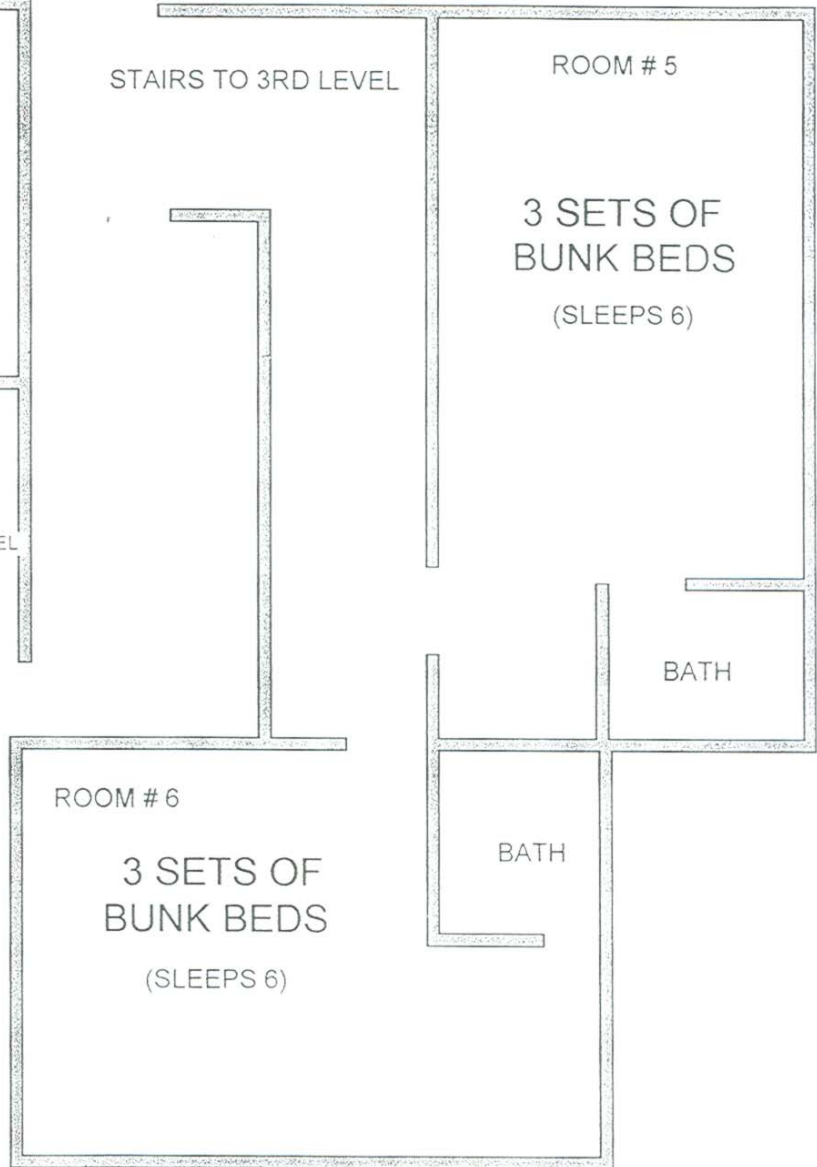 STAIRS TO 3RD LEVEL
ROOM # 5
3 SETS OF
BUNK BEDS
(SLEEPS 6)
EL
BATH
ROOM # 6
3 SETS OF
BUNK BEDS
(SLEEPS 6)
BATH